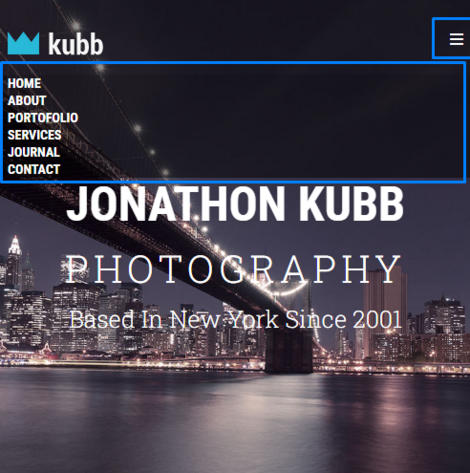 kubb
HOME
ABOUT
PORTOFOLIO
SERVICES
JOURNAL
CONTACT
JONATHON KUBB
PHOTOGRAPHY
Based In New York Since 2001